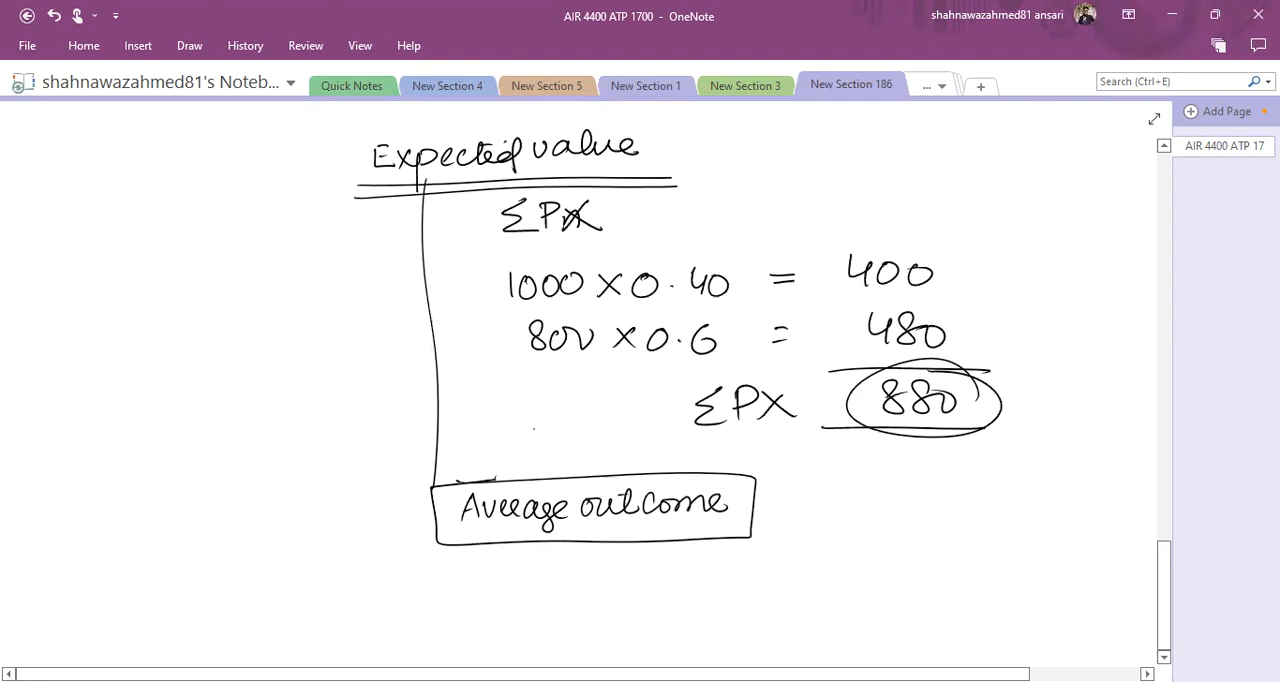 AIR 4400 ATP 1700 - OneNote
shahnawazahmed81 ansari
File Home Insert Draw History Review View Help
shahnawazahmed81's Noteb...
Quick Notes New Section 4 New Section 5 New Section 1 New Section 3 New Section 186 ...
Search (Ctrl+E)
Add Page
AIR 4400 ATP 17
Expected value
ΣPX
1000 × 0.40 = 400
800 × 0.6 = 480
ΣPX 880
Average outcome